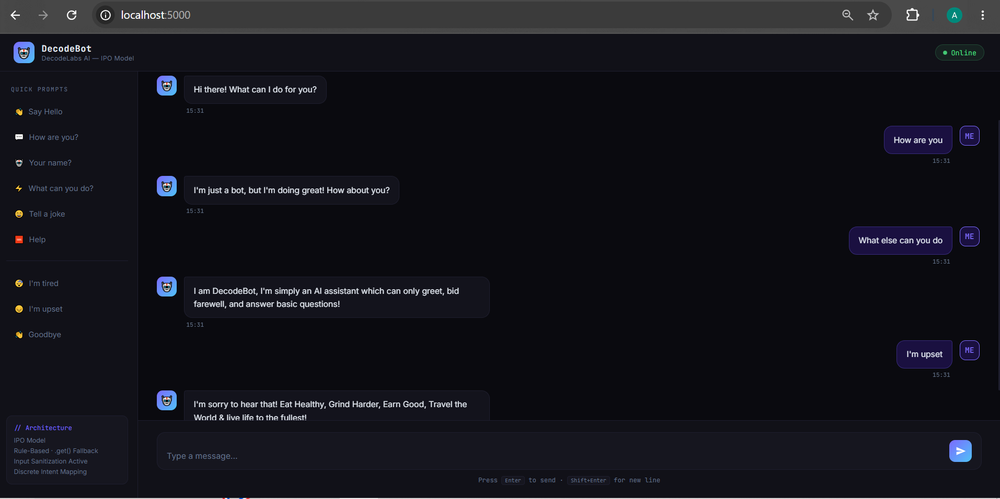 localhost:5000
A
DecodeBot
DecodeLabs AI — IPO Model
Online
QUICK PROMPTS
Say Hello
How are you?
Your name?
What can you do?
Tell a joke
SOS
Help
I'm tired
I'm upset
Goodbye
// Architecture
IPO Model
Rule-Based · .get() Fallback
Input Sanitization Active
Discrete Intent Mapping
Hi there! What can I do for you?
15:31
How are you
ME
15:31
I'm just a bot, but I'm doing great! How about you?
15:31
What else can you do
ME
15:31
I am DecodeBot, I'm simply an AI assistant which can only greet, bid
farewell, and answer basic questions!
15:31
I'm upset
ME
15:31
I'm sorry to hear that! Eat Healthy, Grind Harder, Earn Good, Travel the
World & live life to the fullest!
Type a message...
Press Enter to send · Shift+Enter for new line